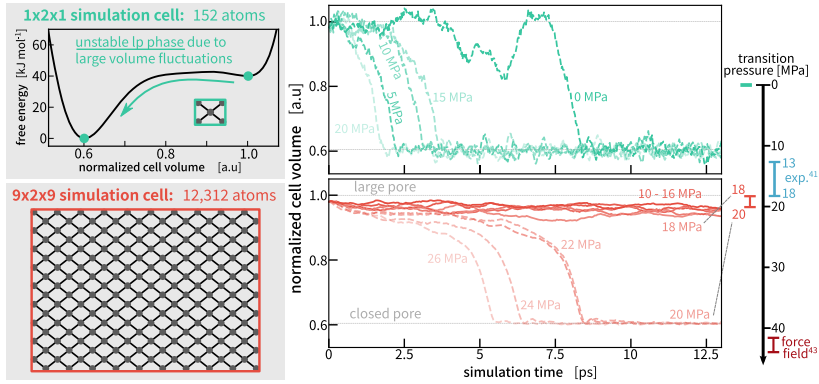 1x2x1 simulation cell: 152 atoms
free energy [kJ mol⁻¹]
60
40
20
0
unstable lp phase due to
large volume fluctuations
0.6
0.8
1.0
normalized cell volume [a.u]
9x2x9 simulation cell: 12,312 atoms
normalized cell volume [a.u]
1.0
0.8
0.6
20 MPa
5 MPa
10 MPa
15 MPa
0 MPa
1.0
0.8
0.6
large pore
10 - 16 MPa
18 MPa
26 MPa
22 MPa
24 MPa
20 MPa
closed pore
0
2.5
5
7.5
10
12.5
simulation time [ps]
transition
pressure [MPa]
0
10
13
exp.⁴¹
18
18
20
20
30
40
force
field⁴³